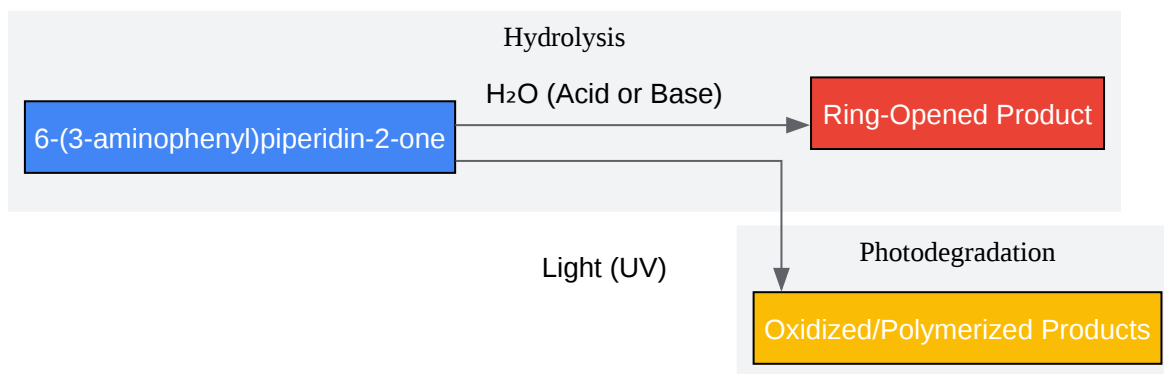 Hydrolysis
H₂O (Acid or Base)
6-(3-aminophenyl)piperidin-2-one
Ring-Opened Product
Light (UV)
Photodegradation
Oxidized/Polymerized Products